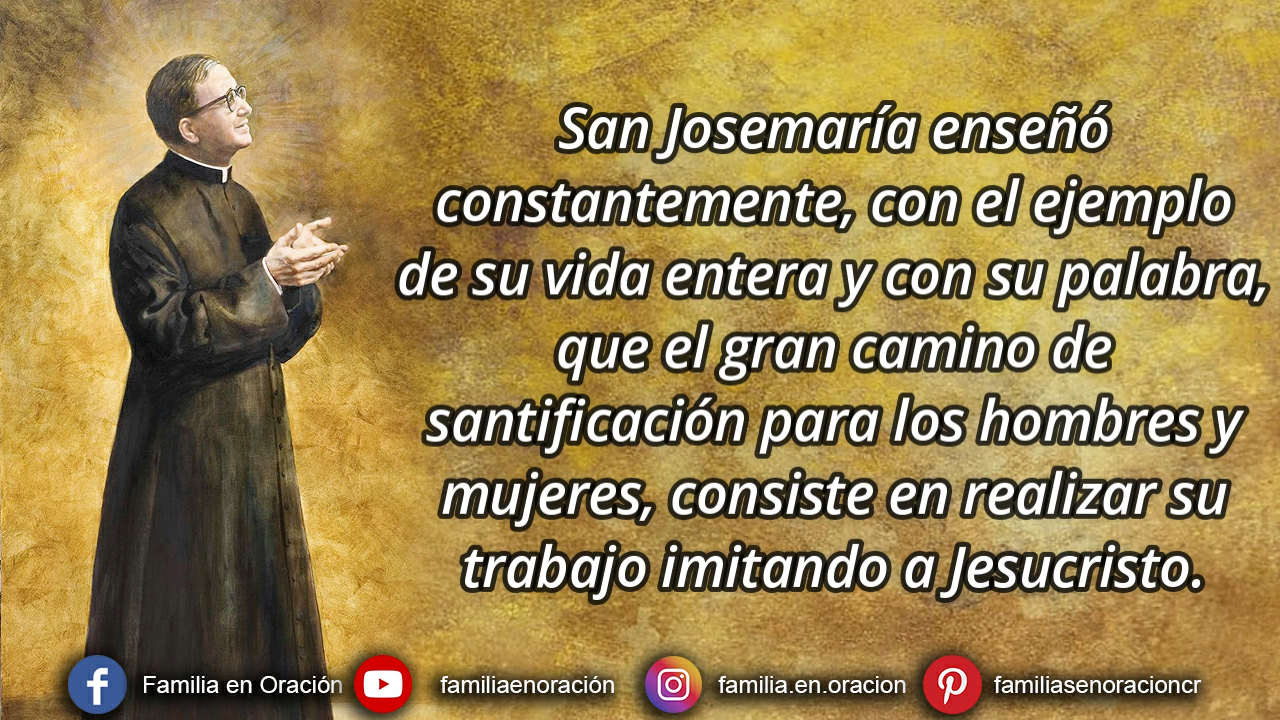 San Josemaría enseñó
constantemente, con el ejemplo
de su vida entera y con su palabra,
que el gran camino de
santificación para los hombres y
mujeres, consiste en realizar su
trabajo imitando a Jesucristo.
Familia en Oración familiaenoración familia.en.oracion familiasenoracioncr